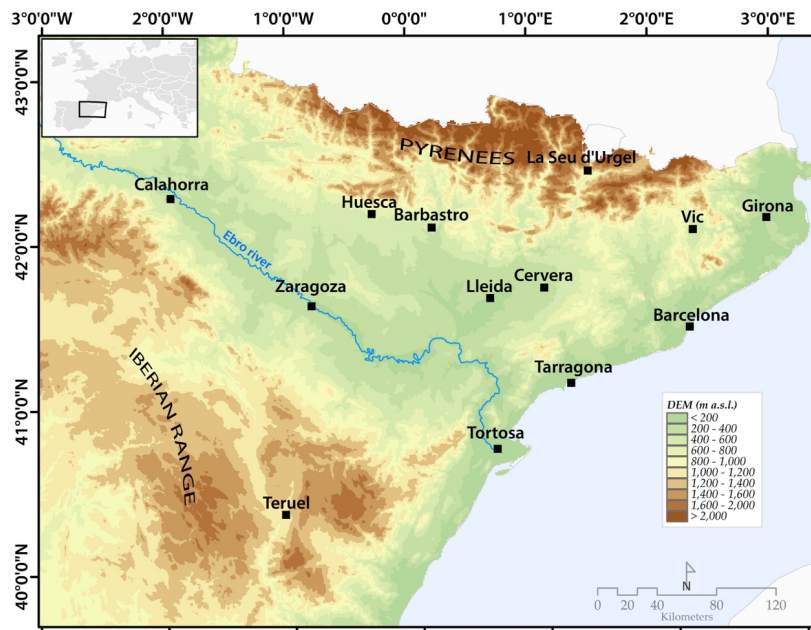 3°0'0"W
2°0'0"W
1°0'0"W
0°0'0"
1°0'0"E
2°0'0"E
3°0'0"E
43°0'0"N
42°0'0"N
41°0'0"N
40°0'0"N
PYRENEES
La Seu d'Urgel
Calahorra
Huesca
Barbastro
Vic
Girona
Ebro river
Zaragoza
Lleida
Cervera
Barcelona
IBERIAN RANGE
Tarragona
Tortosa
Teruel
DEM (m a.s.l.)
< 200
200 - 400
400 - 600
600 - 800
800 - 1,000
1,000 - 1,200
1,200 - 1,400
1,400 - 1,600
1,600 - 2,000
> 2,000
N
0 20 40 80 120
Kilometers